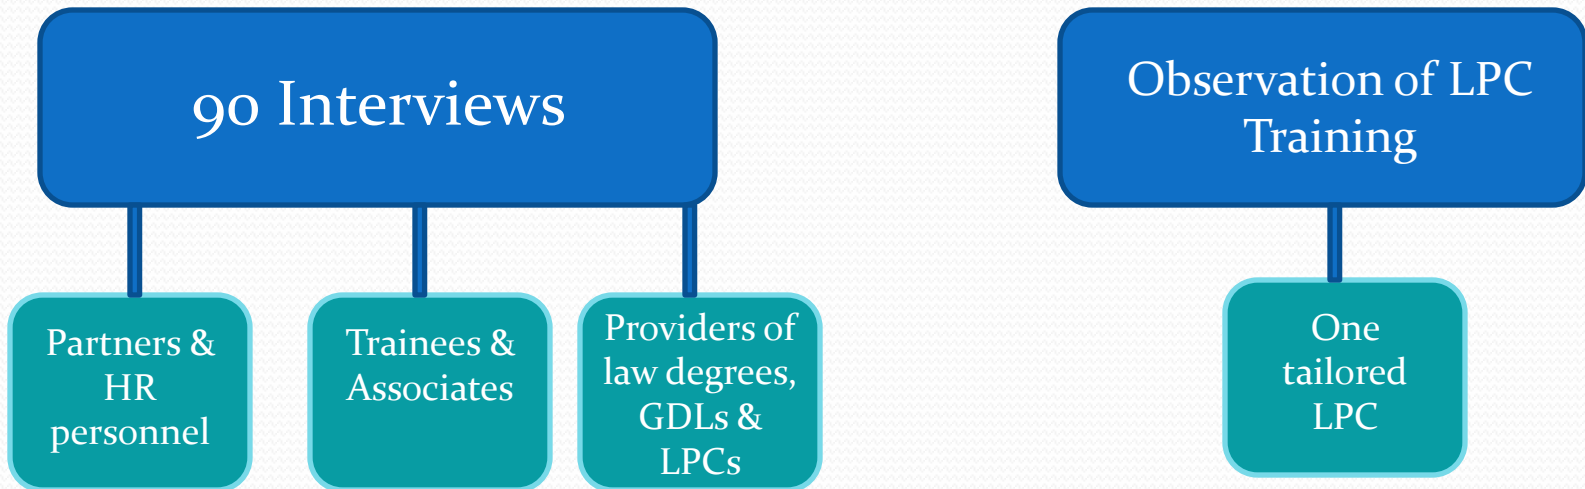 90 Interviews
Observation of LPC
Training
Partners &
HR
personnel
Trainees &
Associates
Providers of
law degrees,
GDLs &
LPCs
One
tailored
LPC